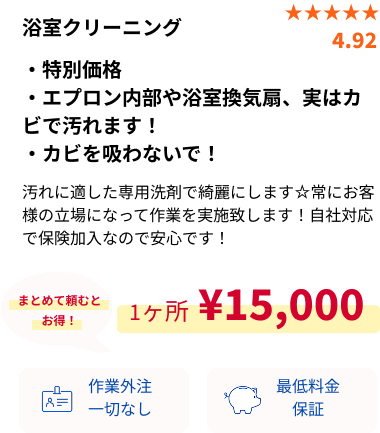 浴室クリーニング
★★★★★
4.92
・特別価格
・エプロン内部や浴室換気扇、実はカ
ビで汚れます！
・カビを吸わないで！
汚れに適した専用洗剤で綺麗にします☆常にお客
様の立場になって作業を実施致します！自社対応
で保険加入なので安心です！
まとめて頼むと
お得！
1ヶ所 ¥15,000
作業外注
一切なし
最低料金
保証